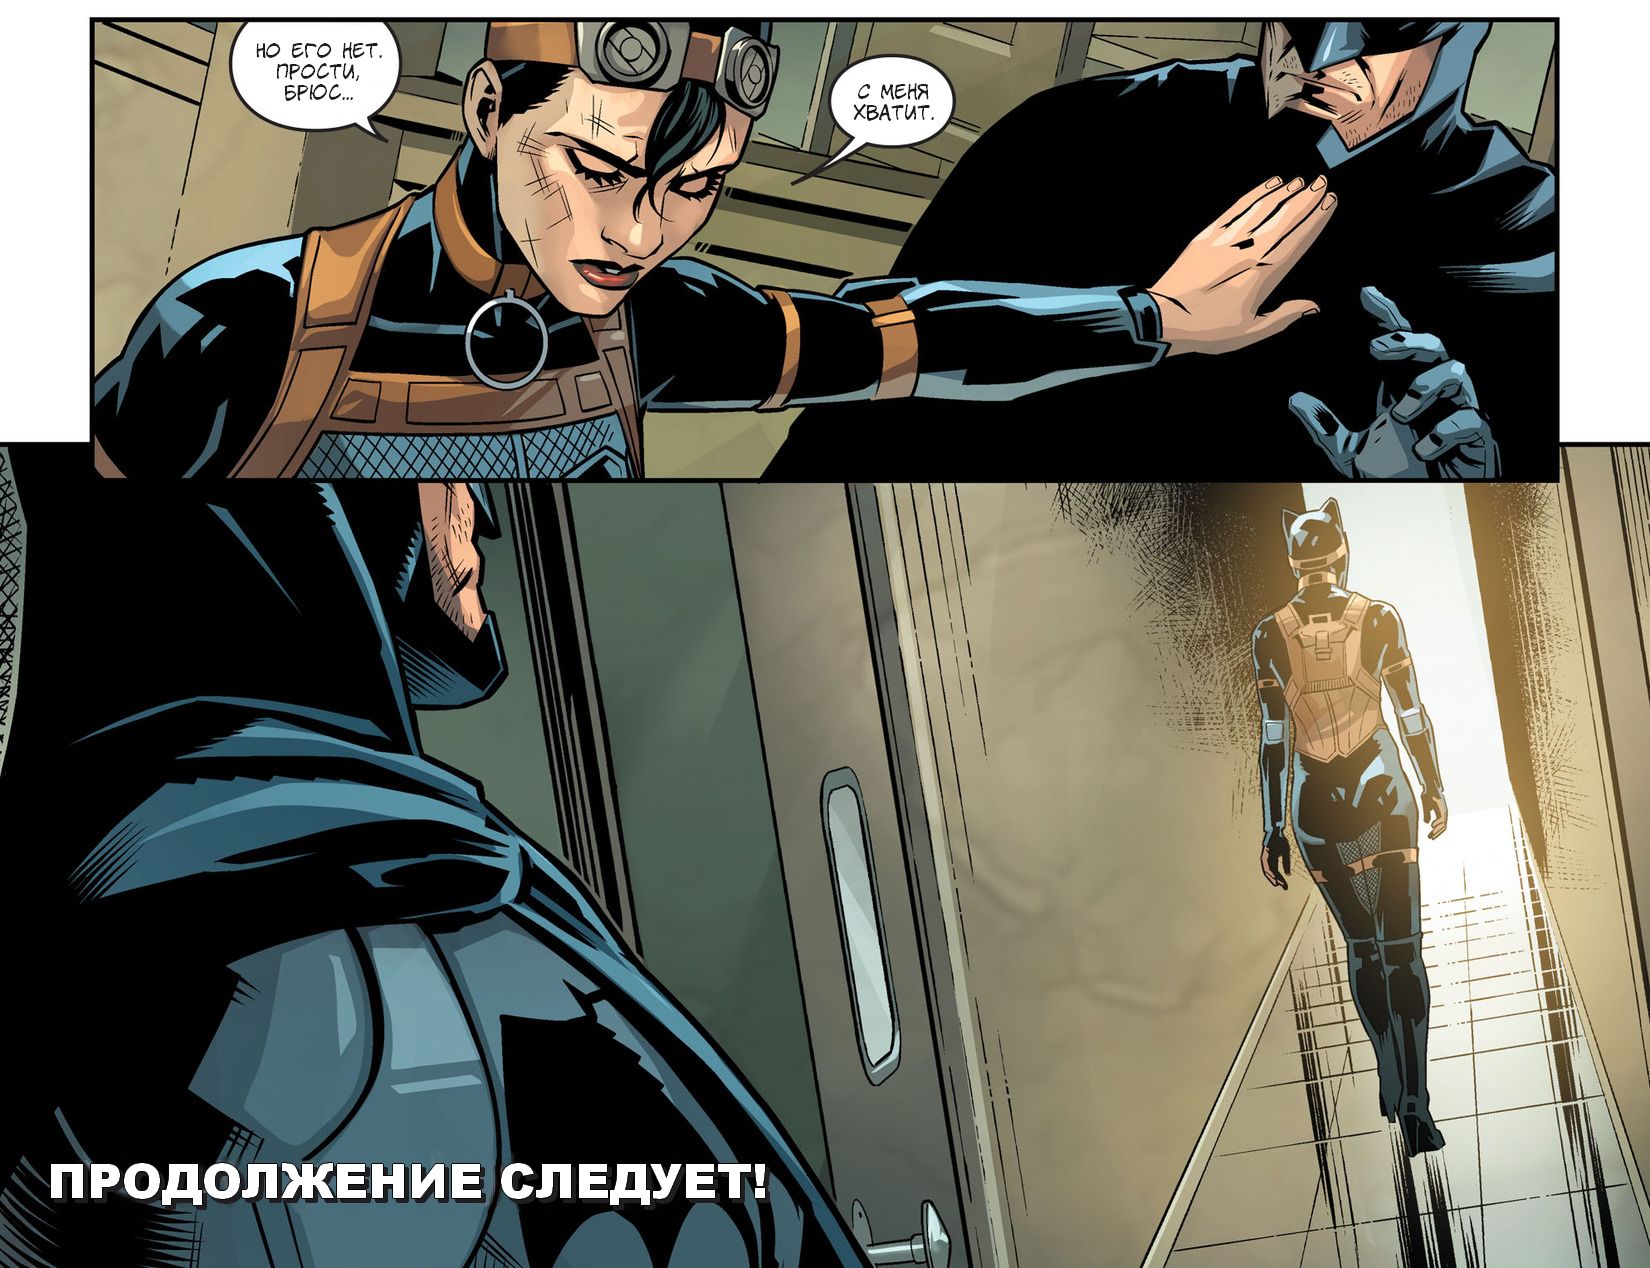 НО ЕГО НЕТ.
ПРОСТИ,
БРЮС...
С МЕНЯ
ХВАТИТ.
ПРОДОЛЖЕНИЕ СЛЕДУЕТ!